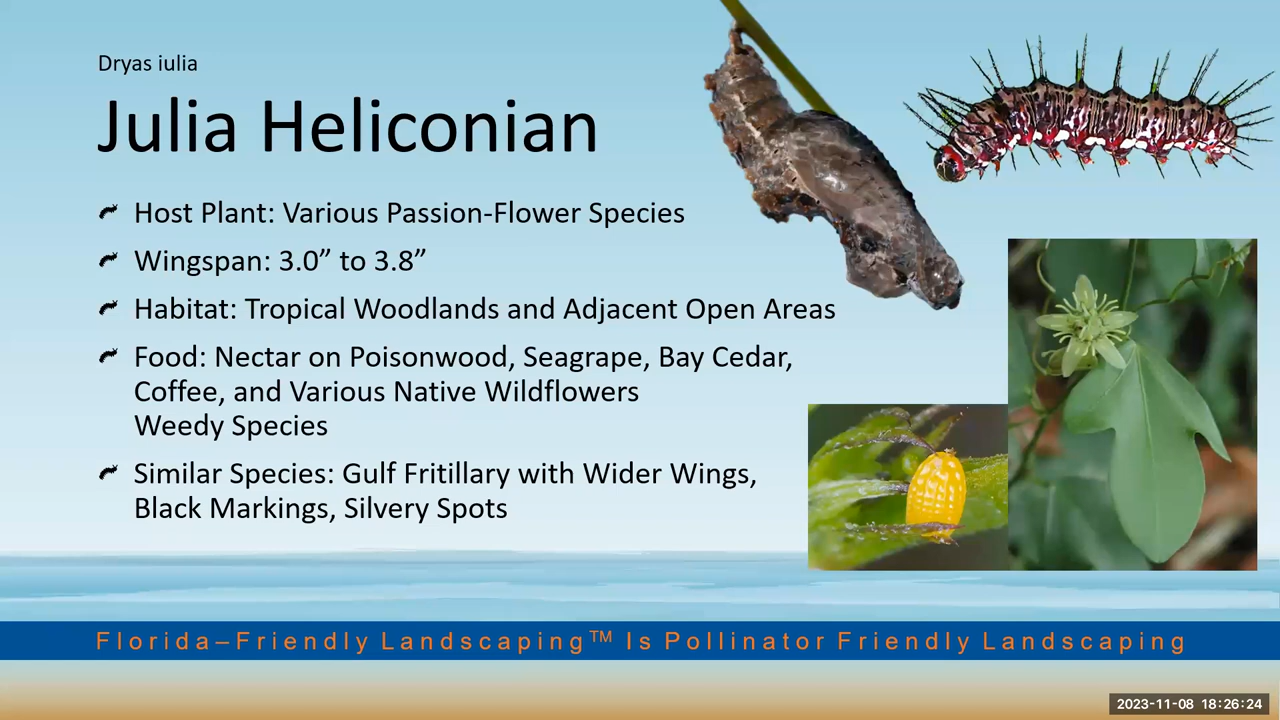 Dryas iulia
Julia Heliconian
Host Plant: Various Passion-Flower Species
Wingspan: 3.0” to 3.8”
Habitat: Tropical Woodlands and Adjacent Open Areas
Food: Nectar on Poisonwood, Seagrape, Bay Cedar,
Coffee, and Various Native Wildflowers
Weedy Species
Similar Species: Gulf Fritillary with Wider Wings,
Black Markings, Silvery Spots
Florida–Friendly Landscaping™ Is Pollinator Friendly Landscaping
2023-11-08 18:26:24